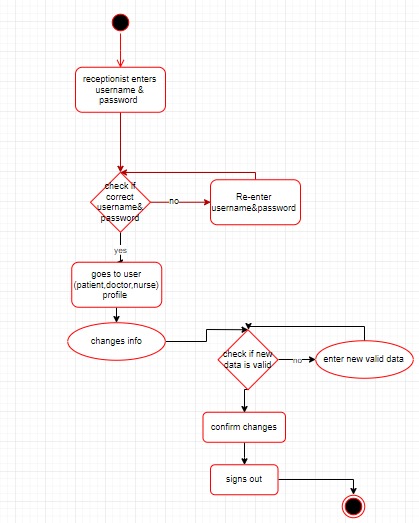 receptionist enters
username &
password
check if
correct
username&
password
no
Re-enter
username&password
yes
goes to user
(patient,doctor,nurse)
profile
changes info
check if new
data is valid
no
enter new valid data
confirm changes
signs out